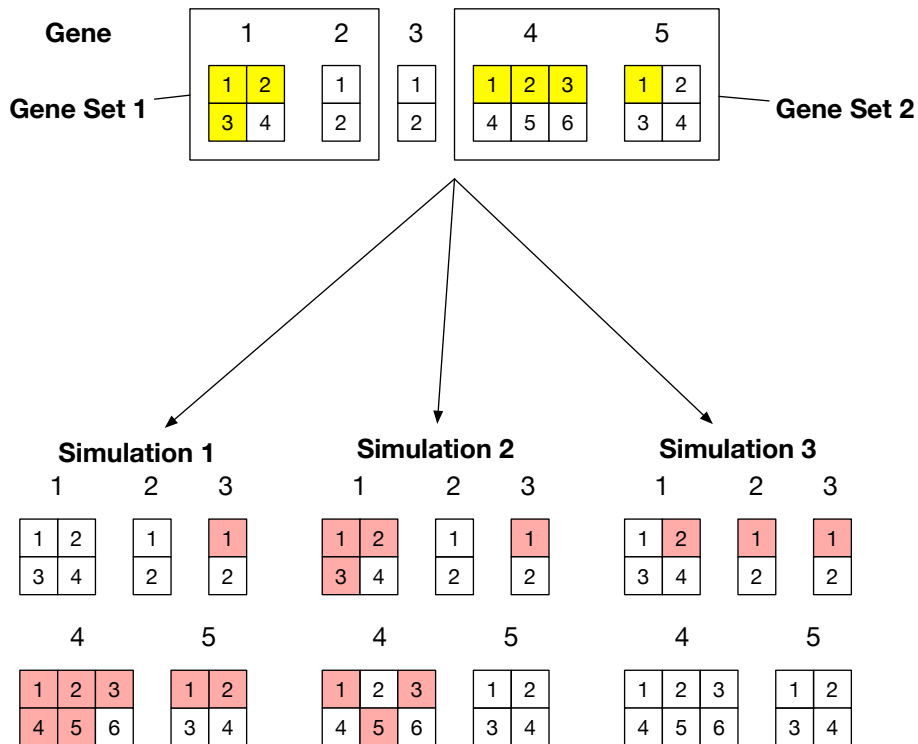 Gene 1 2 3 4 5
1 2 1 1 1 2 3 1 2
Gene Set 1 Gene Set 2
3 4 2 2 4 5 6 3 4
Simulation 1 Simulation 2 Simulation 3
1 2 3 1 2 3 1 2 3
1 2 1 1 1 2 1 1 1 2 1 1
3 4 2 2 3 4 2 2 3 4 2 2
4 5 4 5 4 5
1 2 3 1 2 1 2 3 1 2 1 2 3 1 2
4 5 6 3 4 4 5 6 3 4 4 5 6 3 4